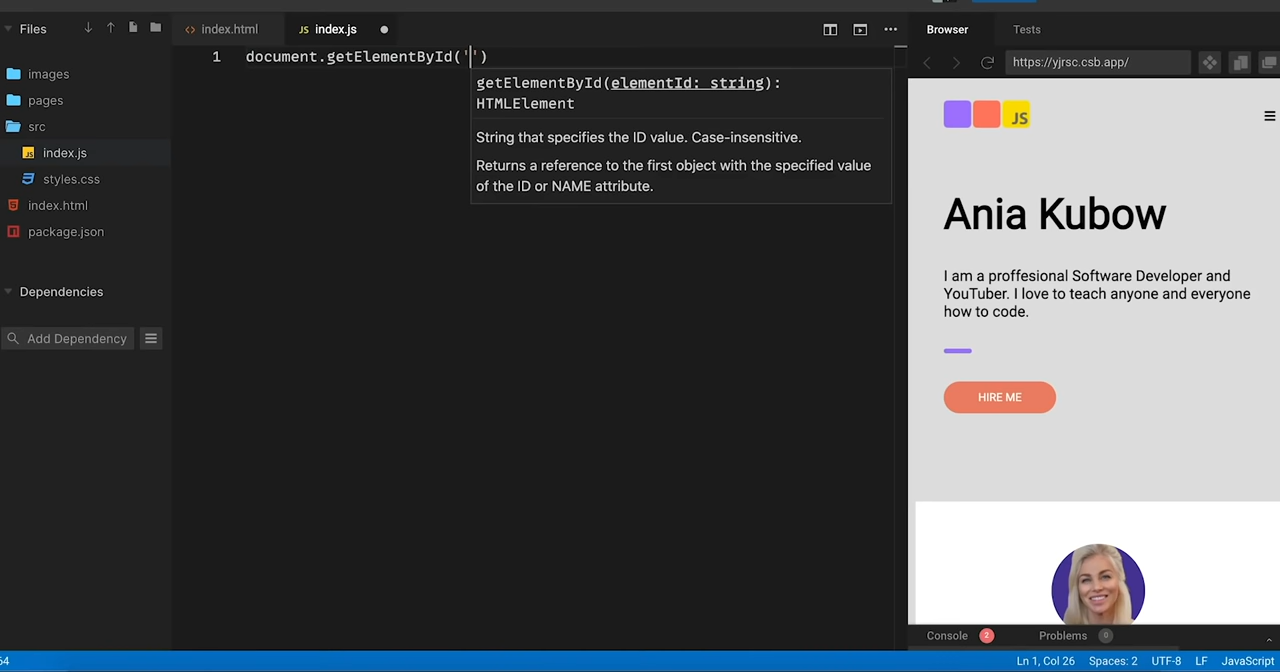 Files
index.html
JS index.js
Browser
Tests
1 document.getElementById('')
https://yjrsc.csb.app/
images
pages
src
JS index.js
styles.css
index.html
package.json
getElementById(elementId: string):
HTMLElement
String that specifies the ID value. Case-insensitive.
Returns a reference to the first object with the specified value
of the ID or NAME attribute.
Dependencies
Add Dependency
JS
Ania Kubow
I am a proffesional Software Developer and
YouTuber. I love to teach anyone and everyone
how to code.
HIRE ME
Console 2
Problems 0
64
Ln 1, Col 26 Spaces: 2 UTF-8 LF JavaScript